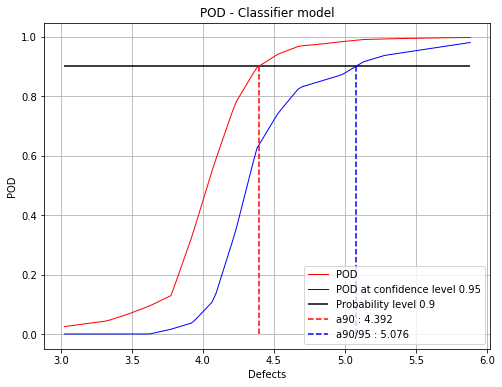 POD - Classifier model
1.0
0.8
0.6
0.4
0.2
0.0
POD
3.0 3.5 4.0 4.5 5.0 5.5 6.0
Defects
POD
POD at confidence level 0.95
Probability level 0.9
a90 : 4.392
a90/95 : 5.076